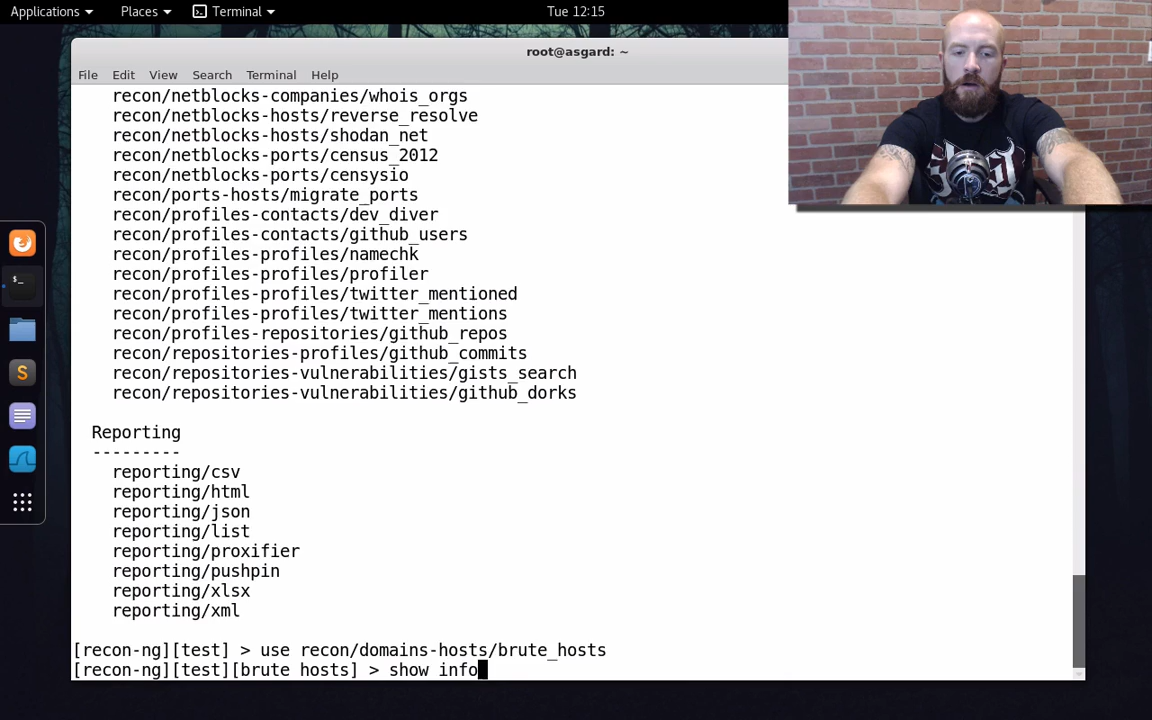 Applications Places Terminal Tue 12:15
root@asgard: ~
File Edit View Search Terminal Help
recon/netblocks-companies/whois_orgs
recon/netblocks-hosts/reverse_resolve
recon/netblocks-hosts/shodan_net
recon/netblocks-ports/census_2012
recon/netblocks-ports/censysio
recon/ports-hosts/migrate_ports
recon/profiles-contacts/dev_diver
recon/profiles-contacts/github_users
recon/profiles-profiles/namechk
recon/profiles-profiles/profiler
recon/profiles-profiles/twitter_mentioned
recon/profiles-profiles/twitter_mentions
recon/profiles-repositories/github_repos
recon/repositories-profiles/github_commits
recon/repositories-vulnerabilities/gists_search
recon/repositories-vulnerabilities/github_dorks
Reporting
---------
reporting/csv
reporting/html
reporting/json
reporting/list
reporting/proxifier
reporting/pushpin
reporting/xlsx
reporting/xml
[recon-ng][test] > use recon/domains-hosts/brute_hosts
[recon-ng][test][brute hosts] > show info